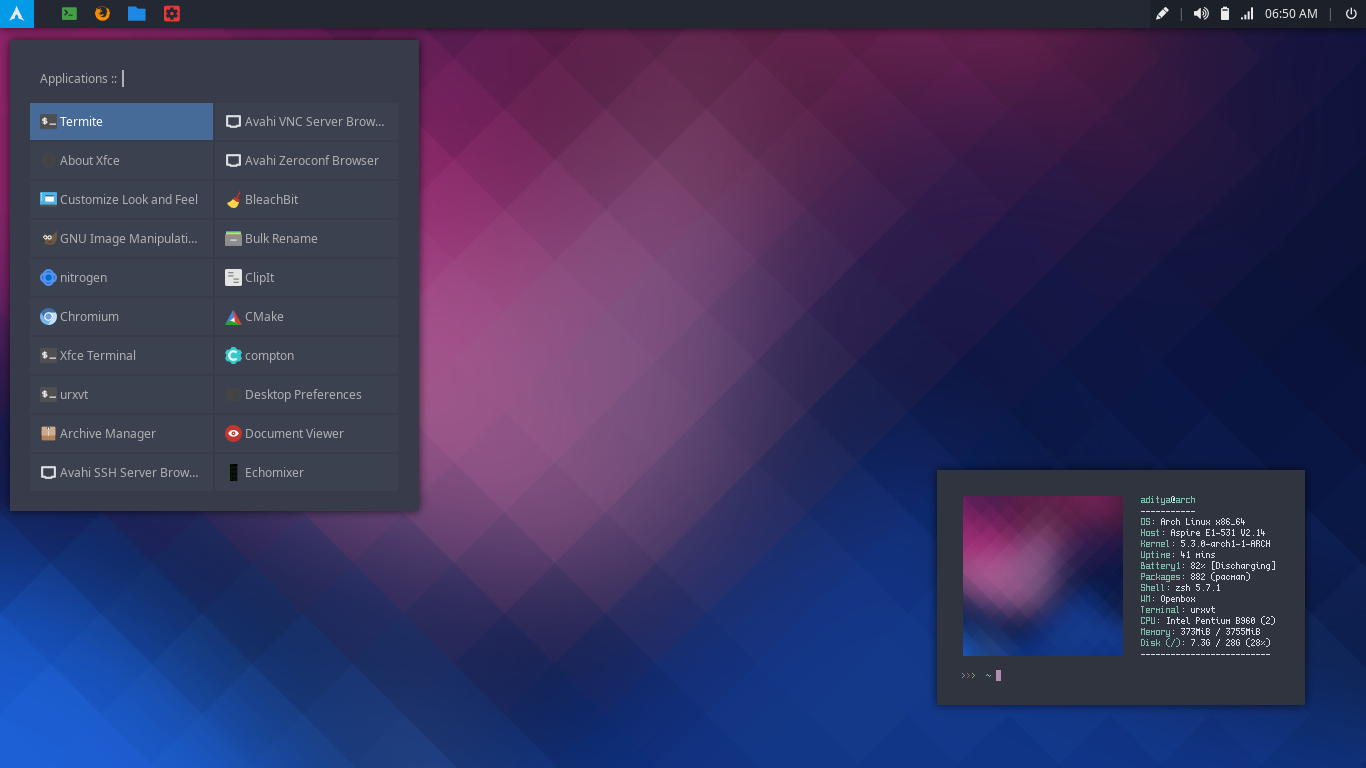 06:50 AM
Applications ::
Termite
Avahi VNC Server Brow...
About Xfce
Avahi Zeroconf Browser
Customize Look and Feel
BleachBit
GNU Image Manipulati...
Bulk Rename
nitrogen
ClipIt
Chromium
CMake
Xfce Terminal
compton
urxvt
Desktop Preferences
Archive Manager
Document Viewer
Avahi SSH Server Brow...
Echomixer
aditya@arch
-----------
OS: Arch Linux x86_64
Host: Aspire E1-531 V2.14
Kernel: 5.3.0-arch1-1-ARCH
Uptime: 41 mins
Battery1: 82% [Discharging]
Packages: 882 (pacman)
Shell: zsh 5.7.1
WM: Openbox
Terminal: urxvt
CPU: Intel Pentium B960 (2)
Memory: 373MiB / 3755MiB
Disk (/): 7.3G / 28G (28%)
--------------------------
››› ~